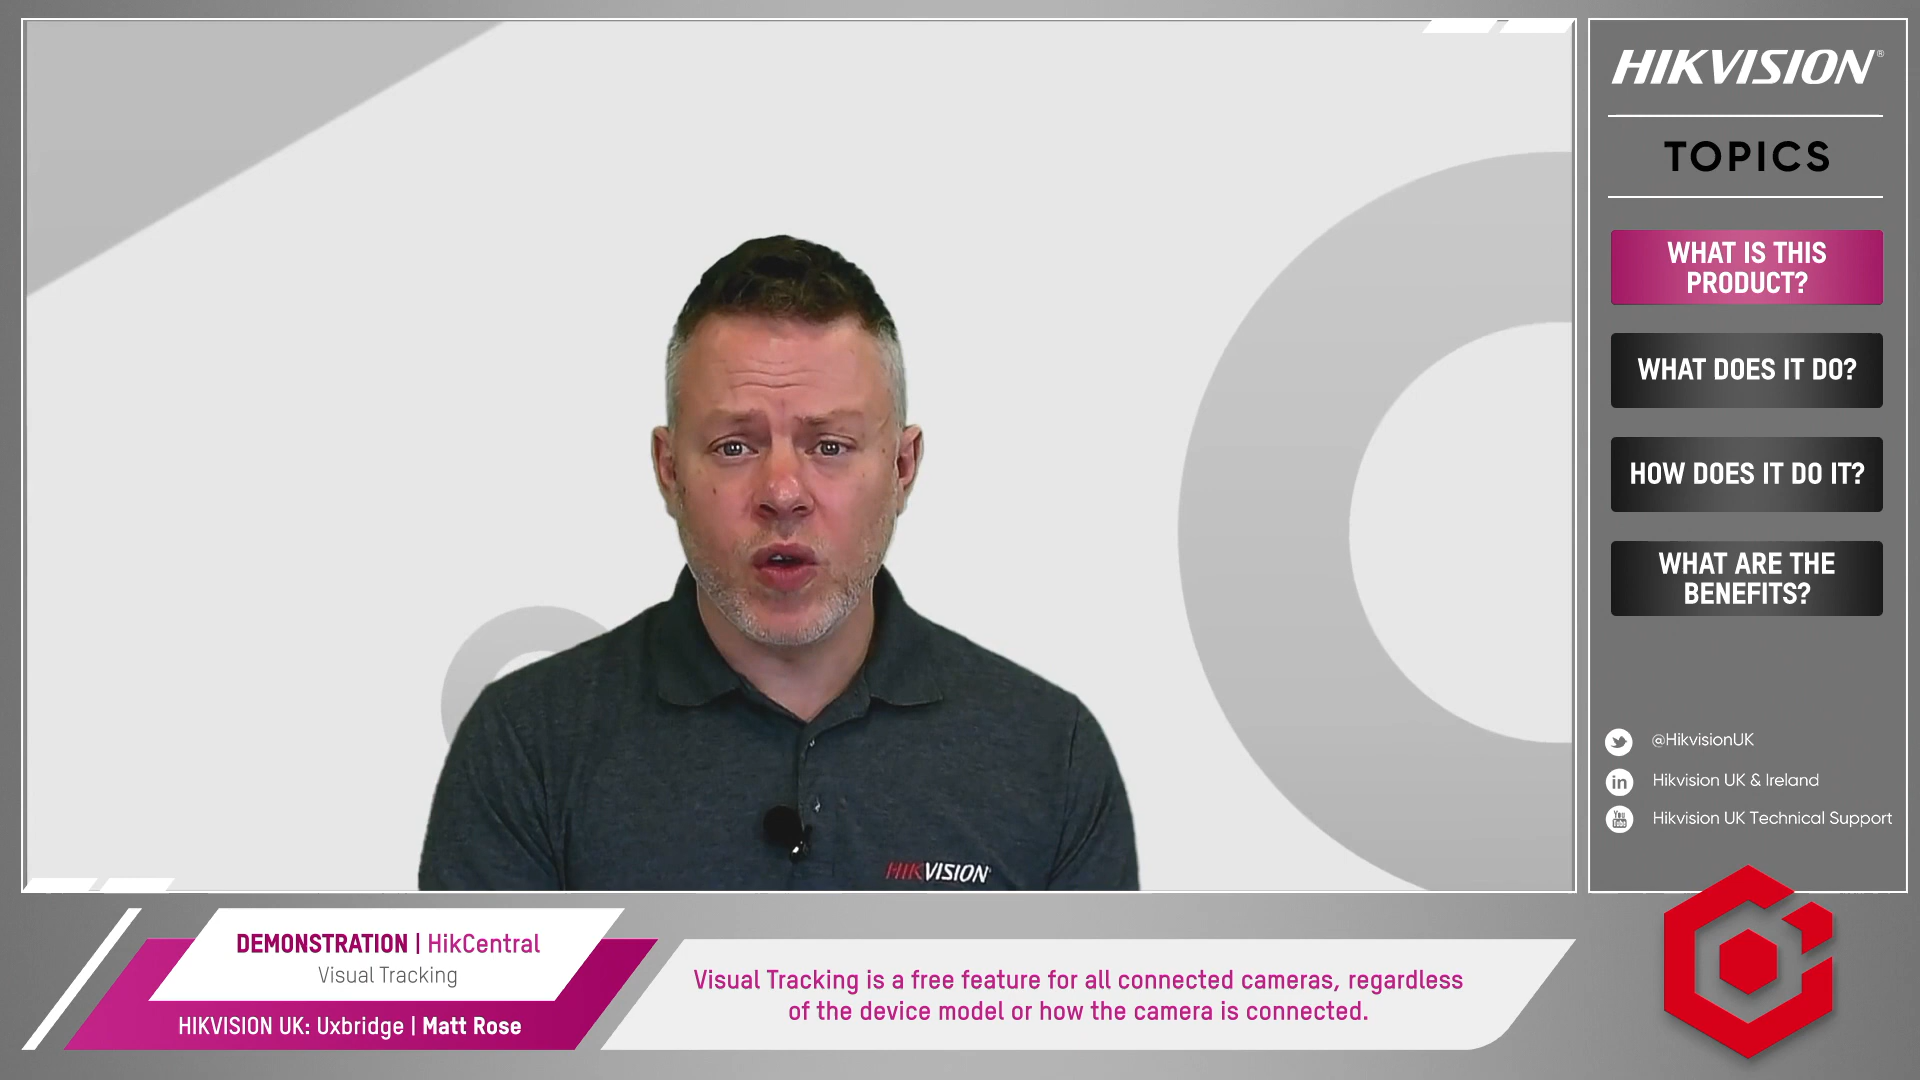 HIKVISION®
TOPICS
WHAT IS THIS
PRODUCT?
WHAT DOES IT DO?
HOW DOES IT DO IT?
WHAT ARE THE
BENEFITS?
@HikvisionUK
in
Hikvision UK & Ireland
You
Tube
Hikvision UK Technical Support
HIKVISION
DEMONSTRATION | HikCentral
Visual Tracking
HIKVISION UK: Uxbridge | Matt Rose
Visual Tracking is a free feature for all connected cameras, regardless
of the device model or how the camera is connected.